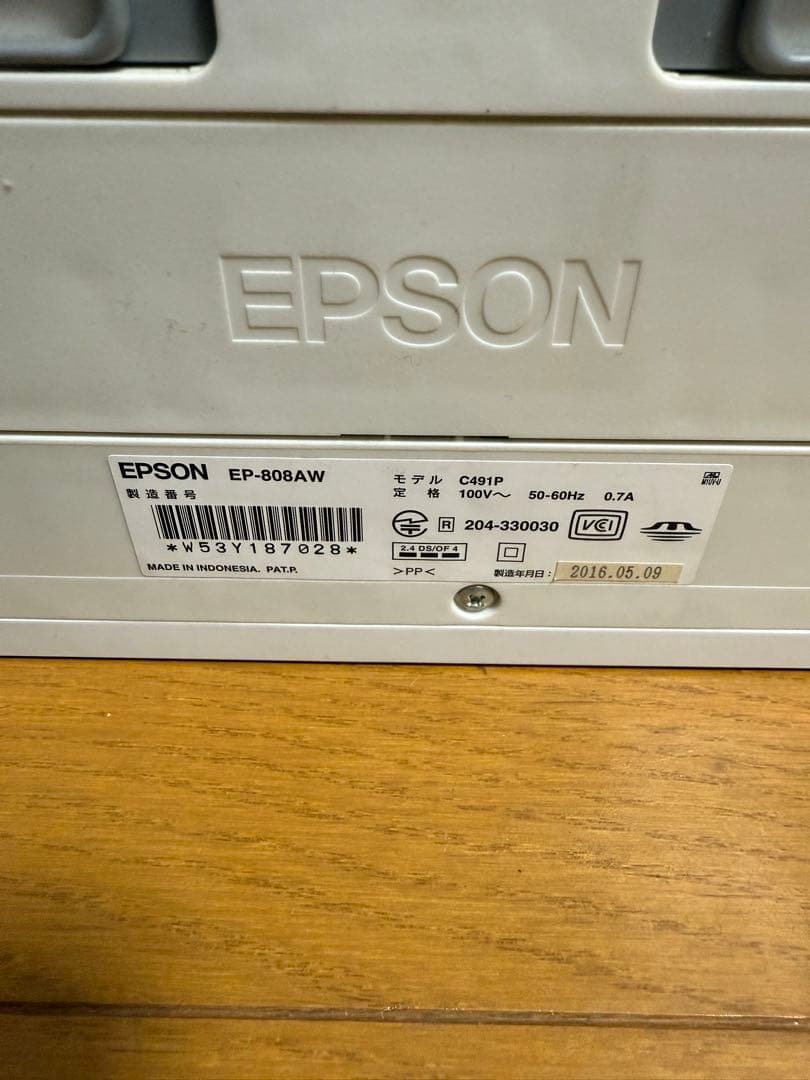 EPSON
EPSON EP-808AW
製造番号
*W53Y187028*
MADE IN INDONESIA. PAT.P.
モデル C491P
定格 100V～ 50-60Hz 0.7A
R 204-330030 VCI
2.4 DS/OF 4
>PP<
製造年月日: 2016.05.09